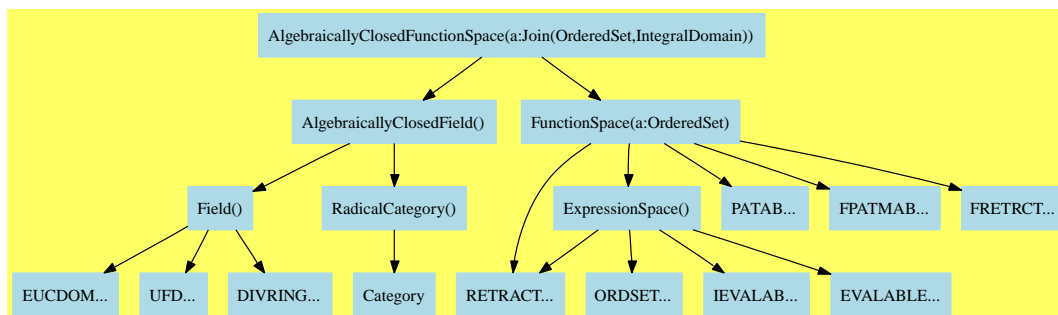 AlgebraicallyClosedFunctionSpace(a:Join(OrderedSet,IntegralDomain))
AlgebraicallyClosedField()
FunctionSpace(a:OrderedSet)
Field()
RadicalCategory()
ExpressionSpace()
PATAB...
FPATMAB...
FRETRCT...
EUCDOM...
UFD...
DIVRING...
Category
RETRACT...
ORDSET...
IEVALAB...
EVALABLE...